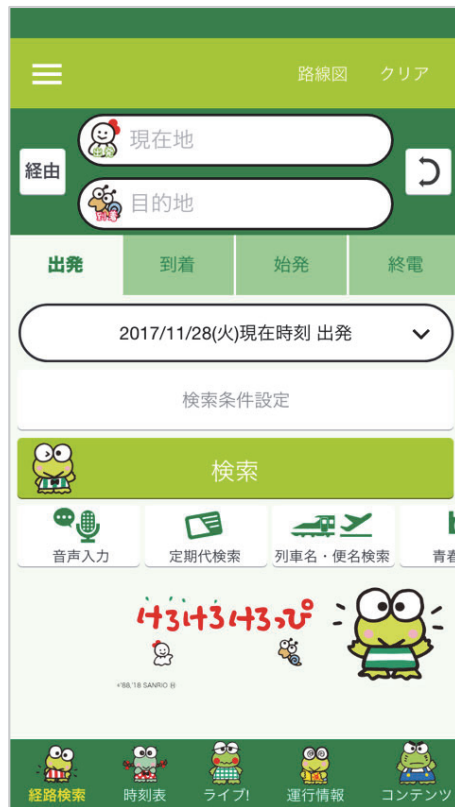 路線図 クリア
現在地
経由
目的地
出発 到着 始発 終電
2017/11/28(火)現在時刻 出発
検索条件設定
検索
音声入力 定期代検索 列車名・便名検索 青春
けろけろけろっぴ
経路検索 時刻表 ライブ! 運行情報 コンテンツ